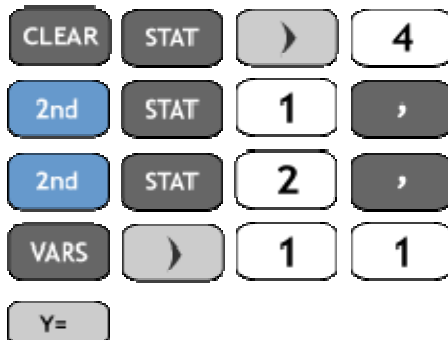 CLEAR STAT ) 4
2nd STAT 1 ,
2nd STAT 2 ,
VARS ) 1 1
Y=